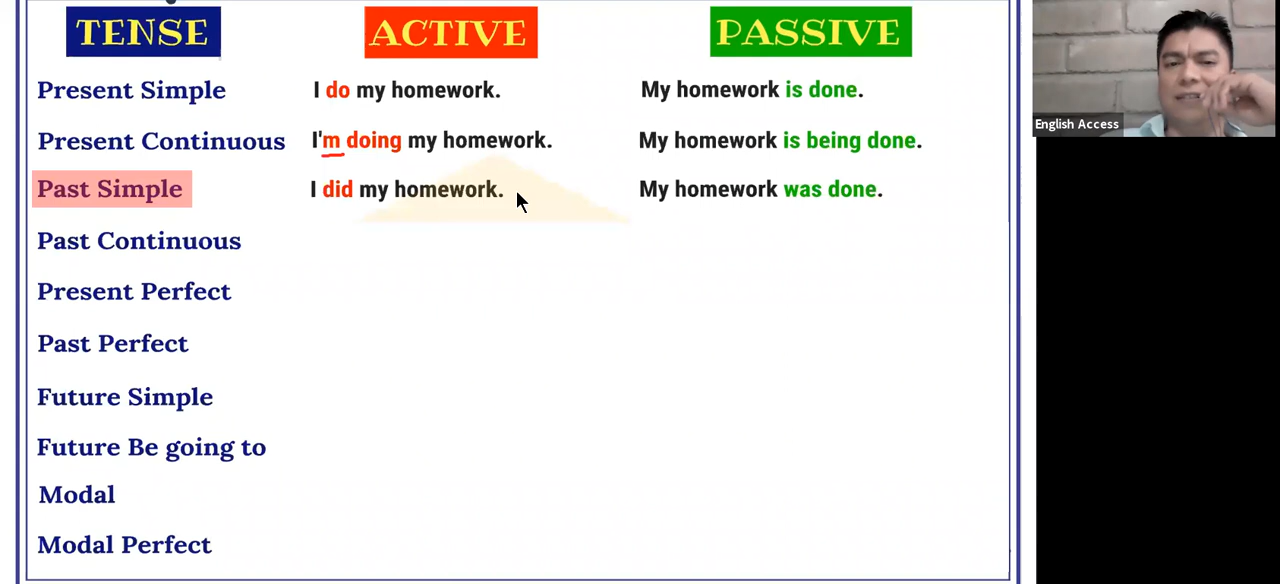 TENSE ACTIVE PASSIVE
Present Simple I do my homework. My homework is done.
Present Continuous I'm doing my homework. My homework is being done.
Past Simple I did my homework. My homework was done.
Past Continuous
Present Perfect
Past Perfect
Future Simple
Future Be going to
Modal
Modal Perfect
English Access